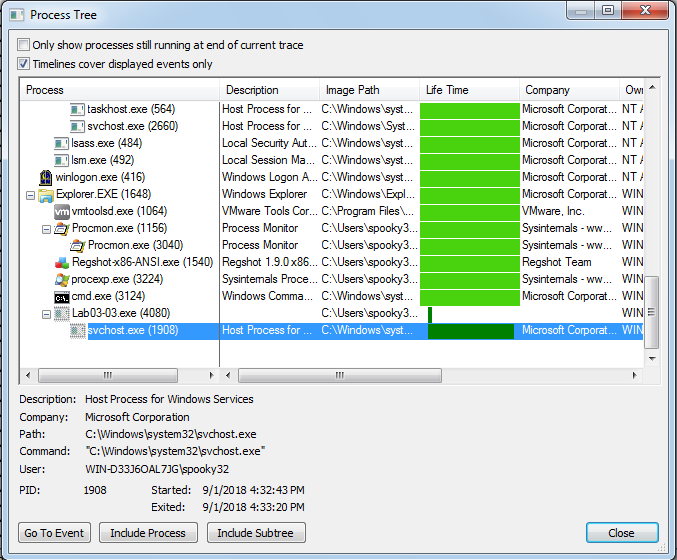 Process Tree
Only show processes still running at end of current trace
Timelines cover displayed events only
Process Description Image Path Life Time Company Own
taskhost.exe (564) Host Process for ... C:\Windows\syst... Microsoft Corporat... NT A
svchost.exe (2660) Host Process for ... C:\Windows\Syst... Microsoft Corporat... NT A
lsass.exe (484) Local Security Aut... C:\Windows\syst... Microsoft Corporat... NT A
lsm.exe (492) Local Session Ma... C:\Windows\syst... Microsoft Corporat... NT A
winlogon.exe (416) Windows Logon A... C:\Windows\syst... Microsoft Corporat... NT A
Explorer.EXE (1648) Windows Explorer C:\Windows\Expl... Microsoft Corporat... WIN
vmtoolsd.exe (1064) VMware Tools Cor... C:\Program Files\... VMware, Inc. WIN
Procmon.exe (1156) Process Monitor C:\Users\spooky3... Sysinternals - ww... WIN
Procmon.exe (3040) Process Monitor C:\Users\spooky3... Sysinternals - ww... WIN
Regshot-x86-ANSI.exe (1540) Regshot 1.9.0 x86... C:\Users\spooky3... Regshot Team WIN
procexp.exe (3224) Sysinternals Proce... C:\Users\spooky3... Sysinternals - ww... WIN
cmd.exe (3124) Windows Comma... C:\Windows\syst... Microsoft Corporat... WIN
Lab03-03.exe (4080) C:\Users\spooky3... WIN
svchost.exe (1908) Host Process for ... C:\Windows\syst... Microsoft Corporat... WIN
Description: Host Process for Windows Services
Company: Microsoft Corporation
Path: C:\Windows\system32\svchost.exe
Command: "C:\Windows\system32\svchost.exe"
User: WIN-D33J6OAL7JG\spooky32
PID: 1908 Started: 9/1/2018 4:32:43 PM
Exited: 9/1/2018 4:33:20 PM
Go To Event Include Process Include Subtree Close